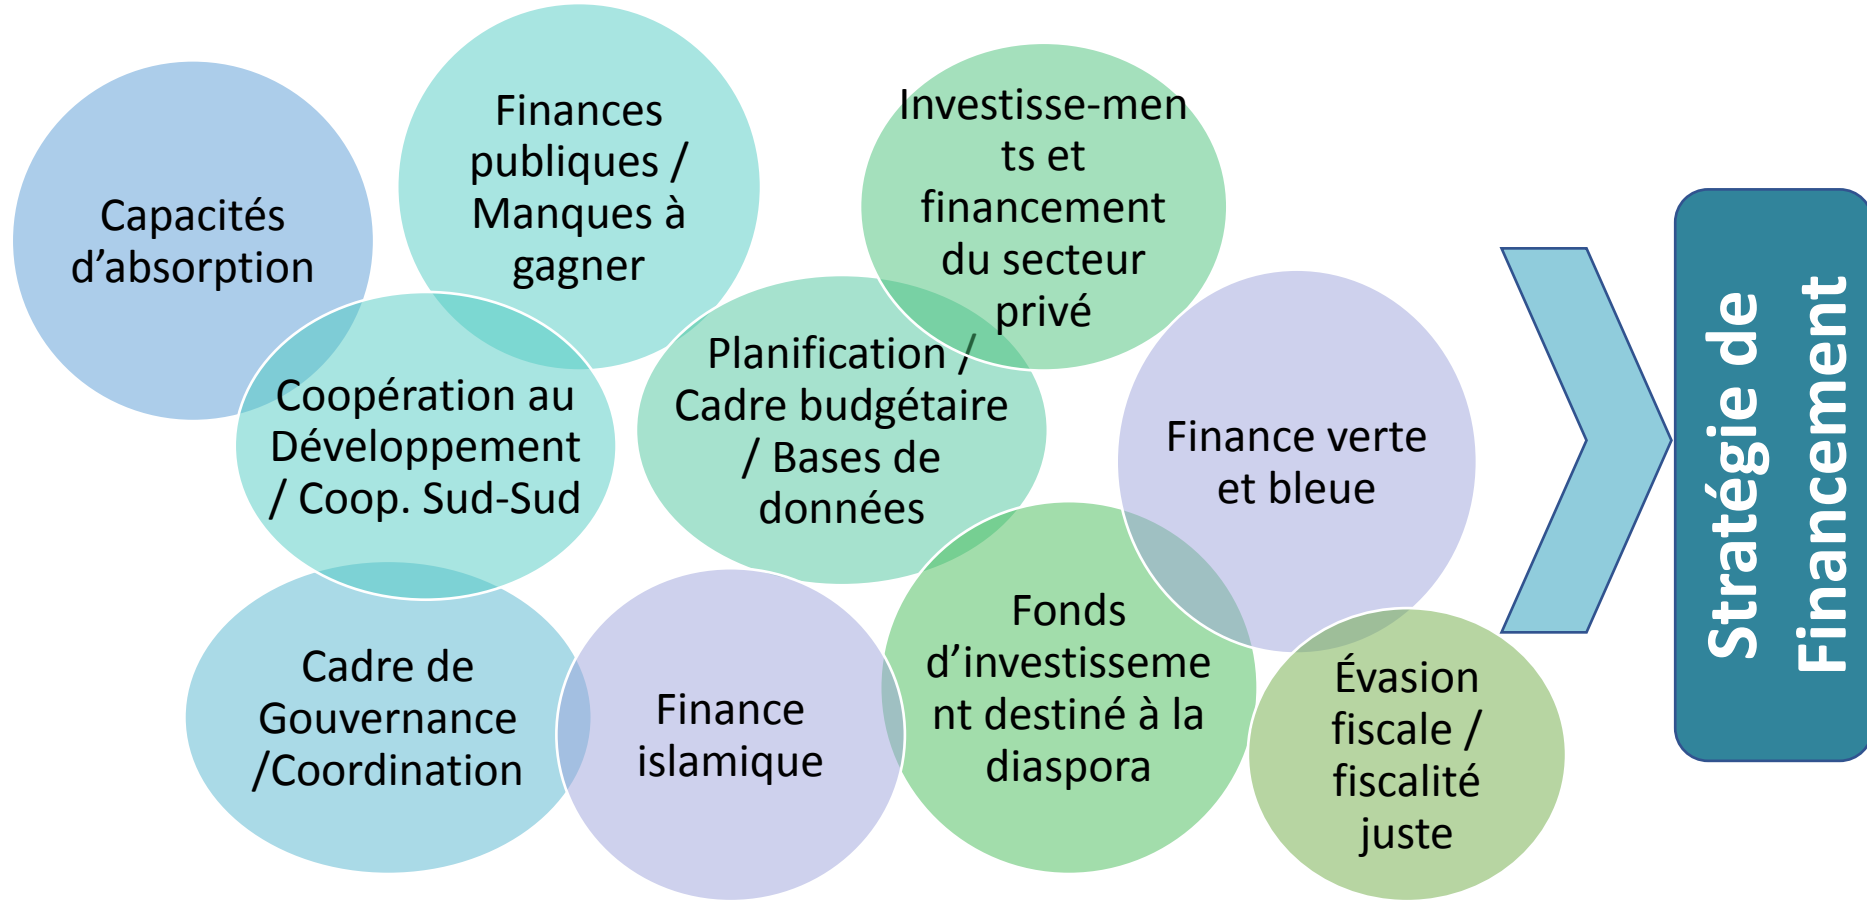 Capacités
d’absorption
Finances
publiques /
Manques à
gagner
Investisse-men
ts et
financement
du secteur
privé
Coopération au
Développement
/ Coop. Sud-Sud
Planification /
Cadre budgétaire
/ Bases de
données
Finance verte
et bleue
Cadre de
Gouvernance
/Coordination
Finance
islamique
Fonds
d’investisseme
nt destiné à la
diaspora
Évasion
fiscale /
fiscalité
juste
Stratégie de
Financement